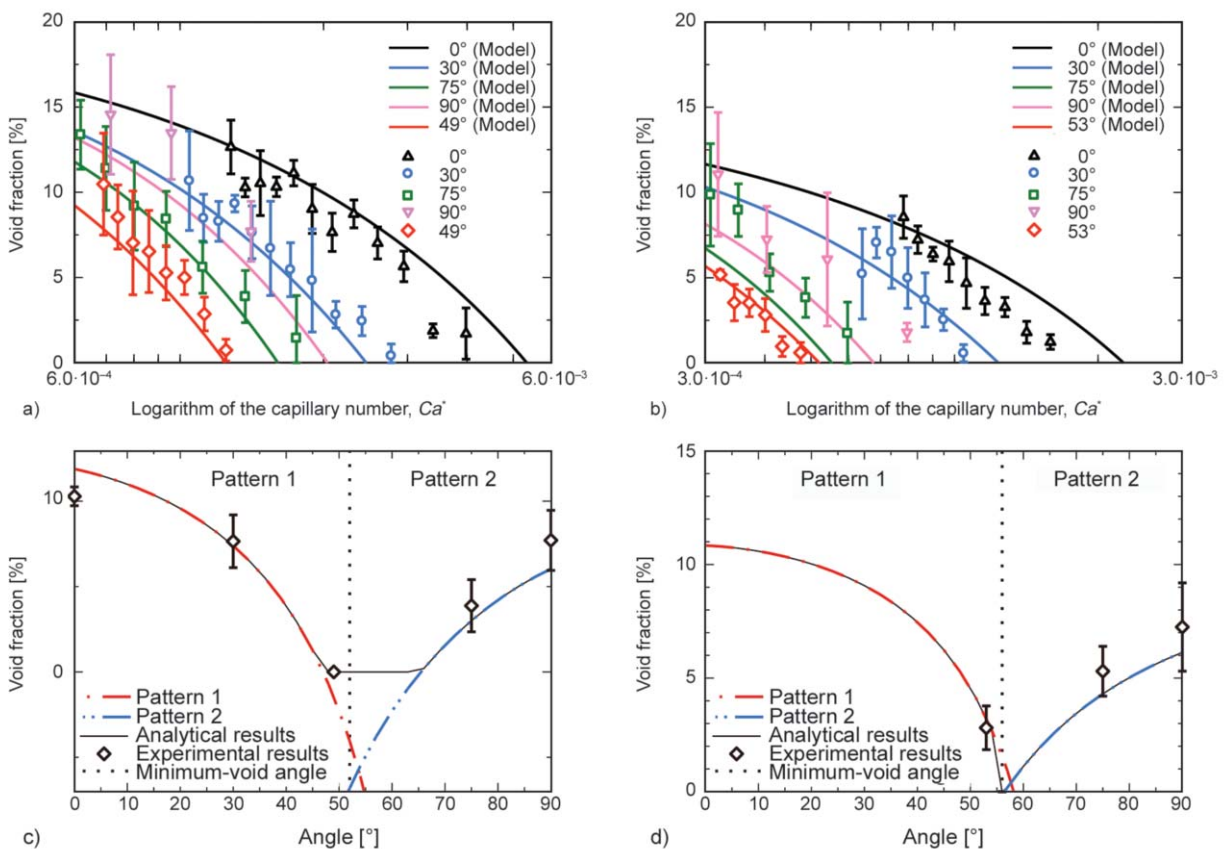 20
15
10
5
0
Void fraction [%]
0° (Model)
30° (Model)
75° (Model)
90° (Model)
49° (Model)
0°
30°
75°
90°
49°
6.0·10⁻⁴
6.0·10⁻³
a)
Logarithm of the capillary number, Ca*
20
15
10
5
0
Void fraction [%]
0° (Model)
30° (Model)
75° (Model)
90° (Model)
53° (Model)
0°
30°
75°
90°
53°
3.0·10⁻⁴
3.0·10⁻³
b)
Logarithm of the capillary number, Ca*
10
0
Void fraction [%]
Pattern 1
Pattern 2
Pattern 1
Pattern 2
Analytical results
Experimental results
Minimum-void angle
0 10 20 30 40 50 60 70 80 90
c)
Angle [°]
15
10
5
0
Void fraction [%]
Pattern 1
Pattern 2
Pattern 1
Pattern 2
Analytical results
Experimental results
Minimum-void angle
0 10 20 30 40 50 60 70 80 90
d)
Angle [°]